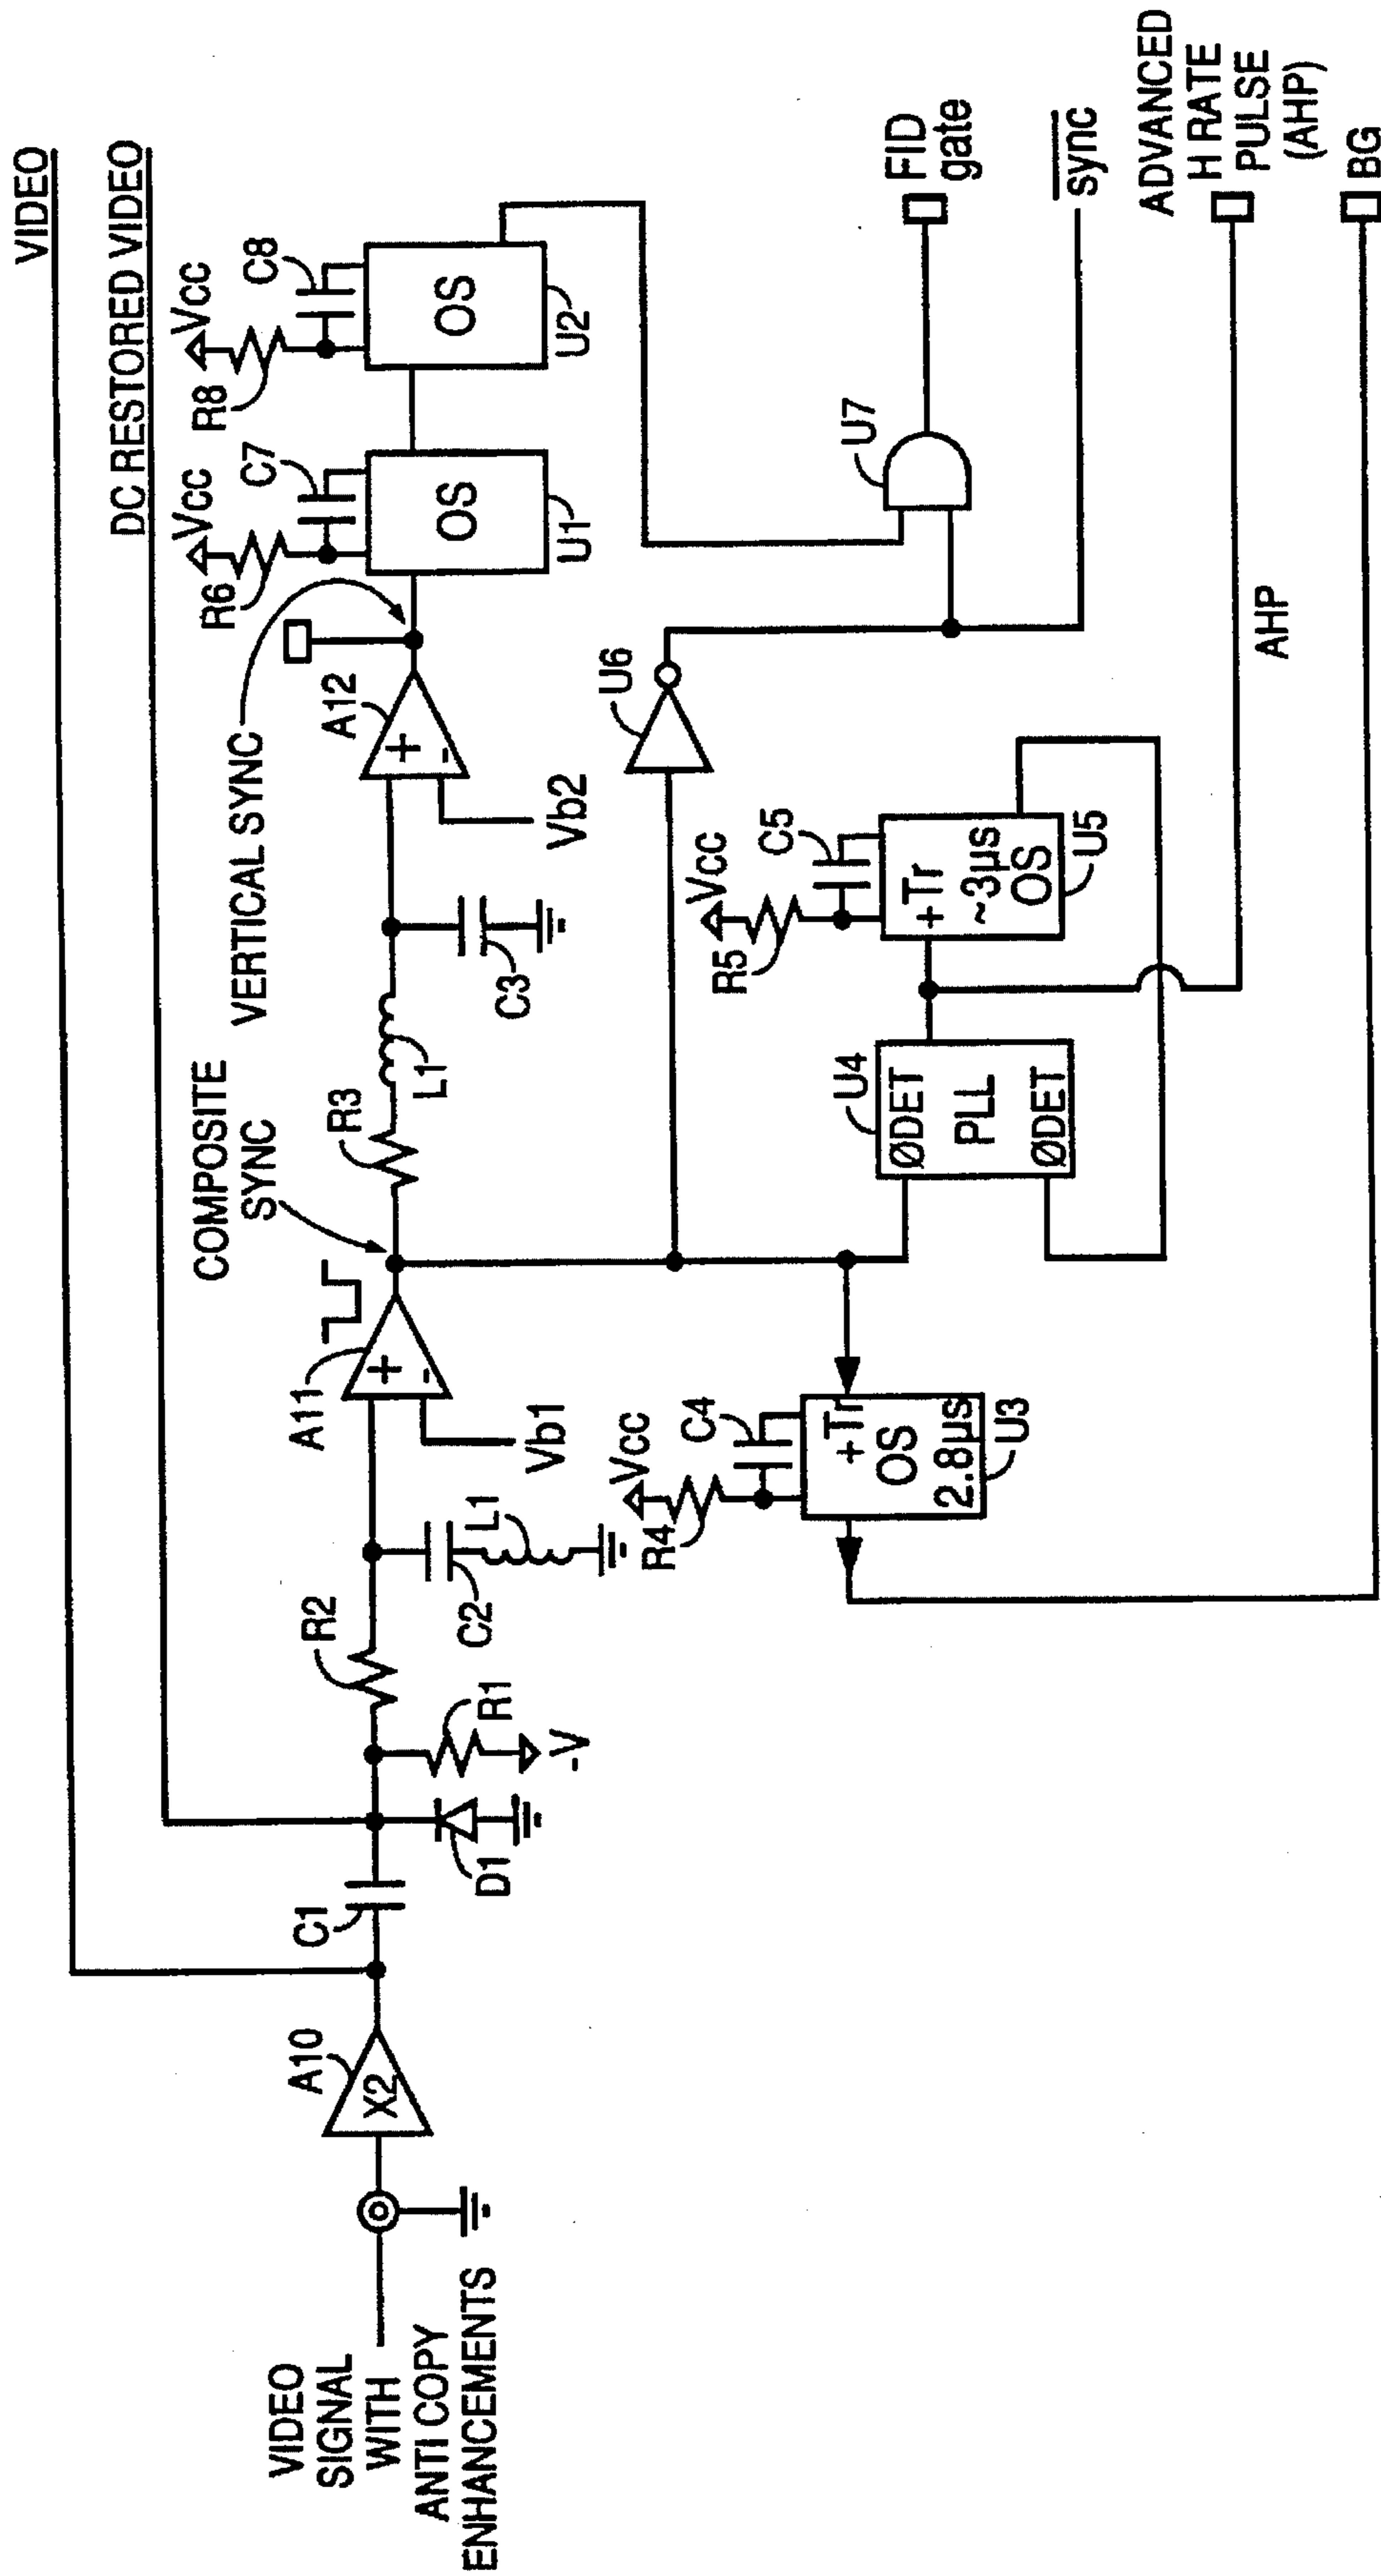 VIDEO
DC RESTORED VIDEO
VIDEO
SIGNAL
WITH
ANTI COPY
ENHANCEMENTS
A10
X2
C1
D1
R1
-V
R2
C2
L1
A11
+
-
Vb1
COMPOSITE
SYNC
R3
L1
C3
VERTICAL SYNC
A12
+
-
Vb2
R6
Vcc
C7
OS
U1
R8
Vcc
C8
OS
U2
U6
U7
FID
gate
sync
R4
Vcc
C4
+Tr
OS
2.8µs
U3
U4
ØDET
PLL
ØDET
R5
Vcc
C5
+Tr
~3µs
OS
U5
AHP
ADVANCED
H RATE
PULSE
(AHP)
BG